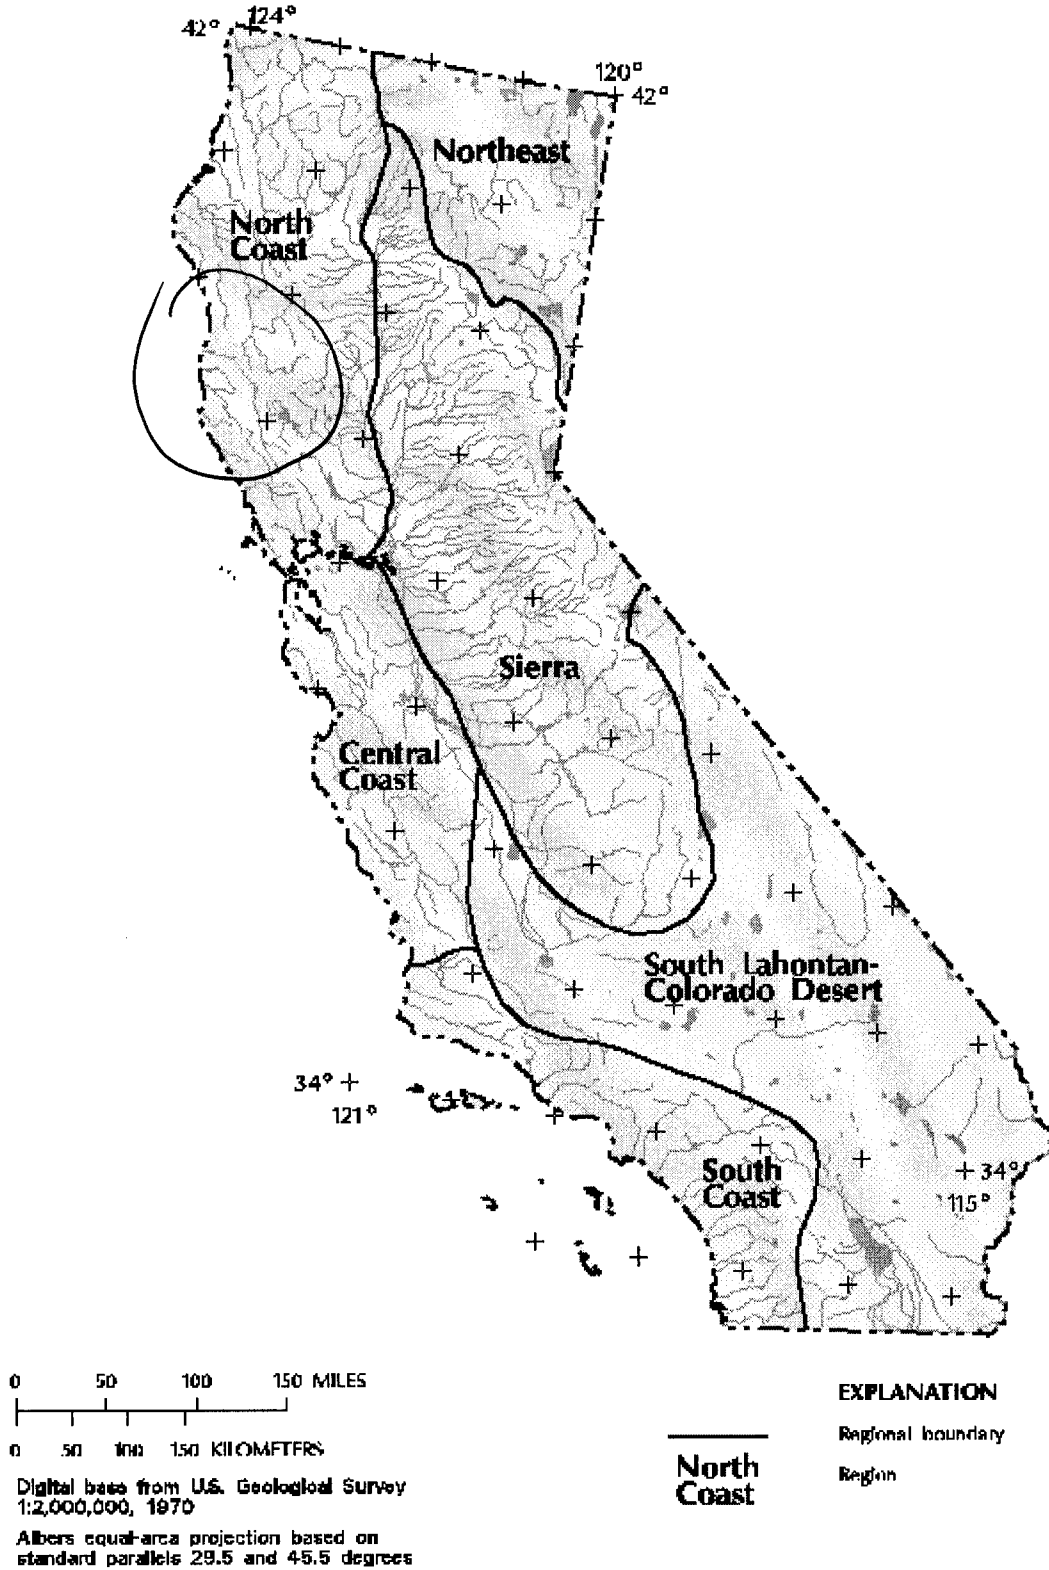 124°
42°
120°
42°
Northeast
North
Coast
Sierra
Central
Coast
South Lahontan-
Colorado Desert
34°
121°
South
Coast
34°
115°
0 50 100 150 MILES
0 50 100 150 KILOMETERS
Digital base from U.S. Geological Survey
1:2,000,000, 1970
Albers equal-area projection based on
standard parallels 29.5 and 45.5 degrees
EXPLANATION
Regional boundary
North
Coast
Region